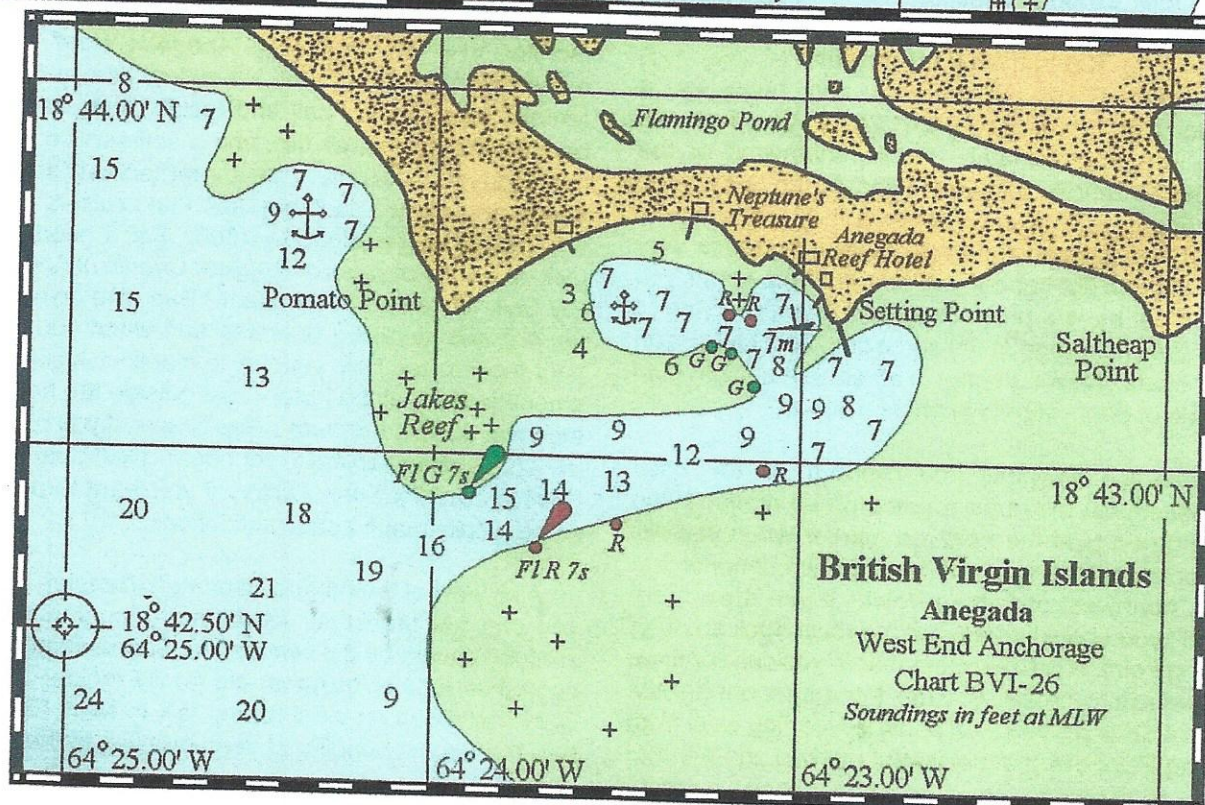 8
18° 44.00' N
7
15
7
7
9
7
12
15
Pomato Point
13
Flamingo Pond
Neptune's
Treasure
Anegada
Reef Hotel
5
3
6
4
7
7
7
7
R
R
7
7
7
m
8
7
6
G
G
G
Setting Point
Saltheap
Point
7
7
9
9
8
7
7
Jakes
Reef
9
9
9
12
R
Fl G 7s
15
14
13
18° 43.00' N
20
18
16
14
Fl R 7s
R
19
21
18° 42.50' N
64° 25.00' W
24
20
9
British Virgin Islands
Anegada
West End Anchorage
Chart BVI-26
Soundings in feet at MLW
64° 25.00' W
64° 24.00' W
64° 23.00' W